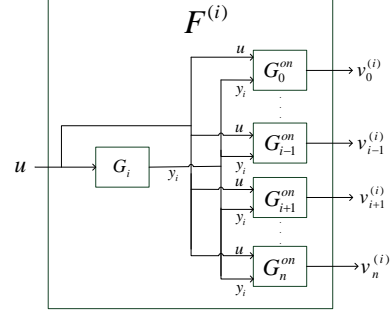 F^{(i)}
u
y_i
G_0^{on}
v_0^{(i)}
u
y_i
G_{i-1}^{on}
v_{i-1}^{(i)}
u
G_i
y_i
u
y_i
G_{i+1}^{on}
v_{i+1}^{(i)}
u
y_i
G_n^{on}
v_n^{(i)}